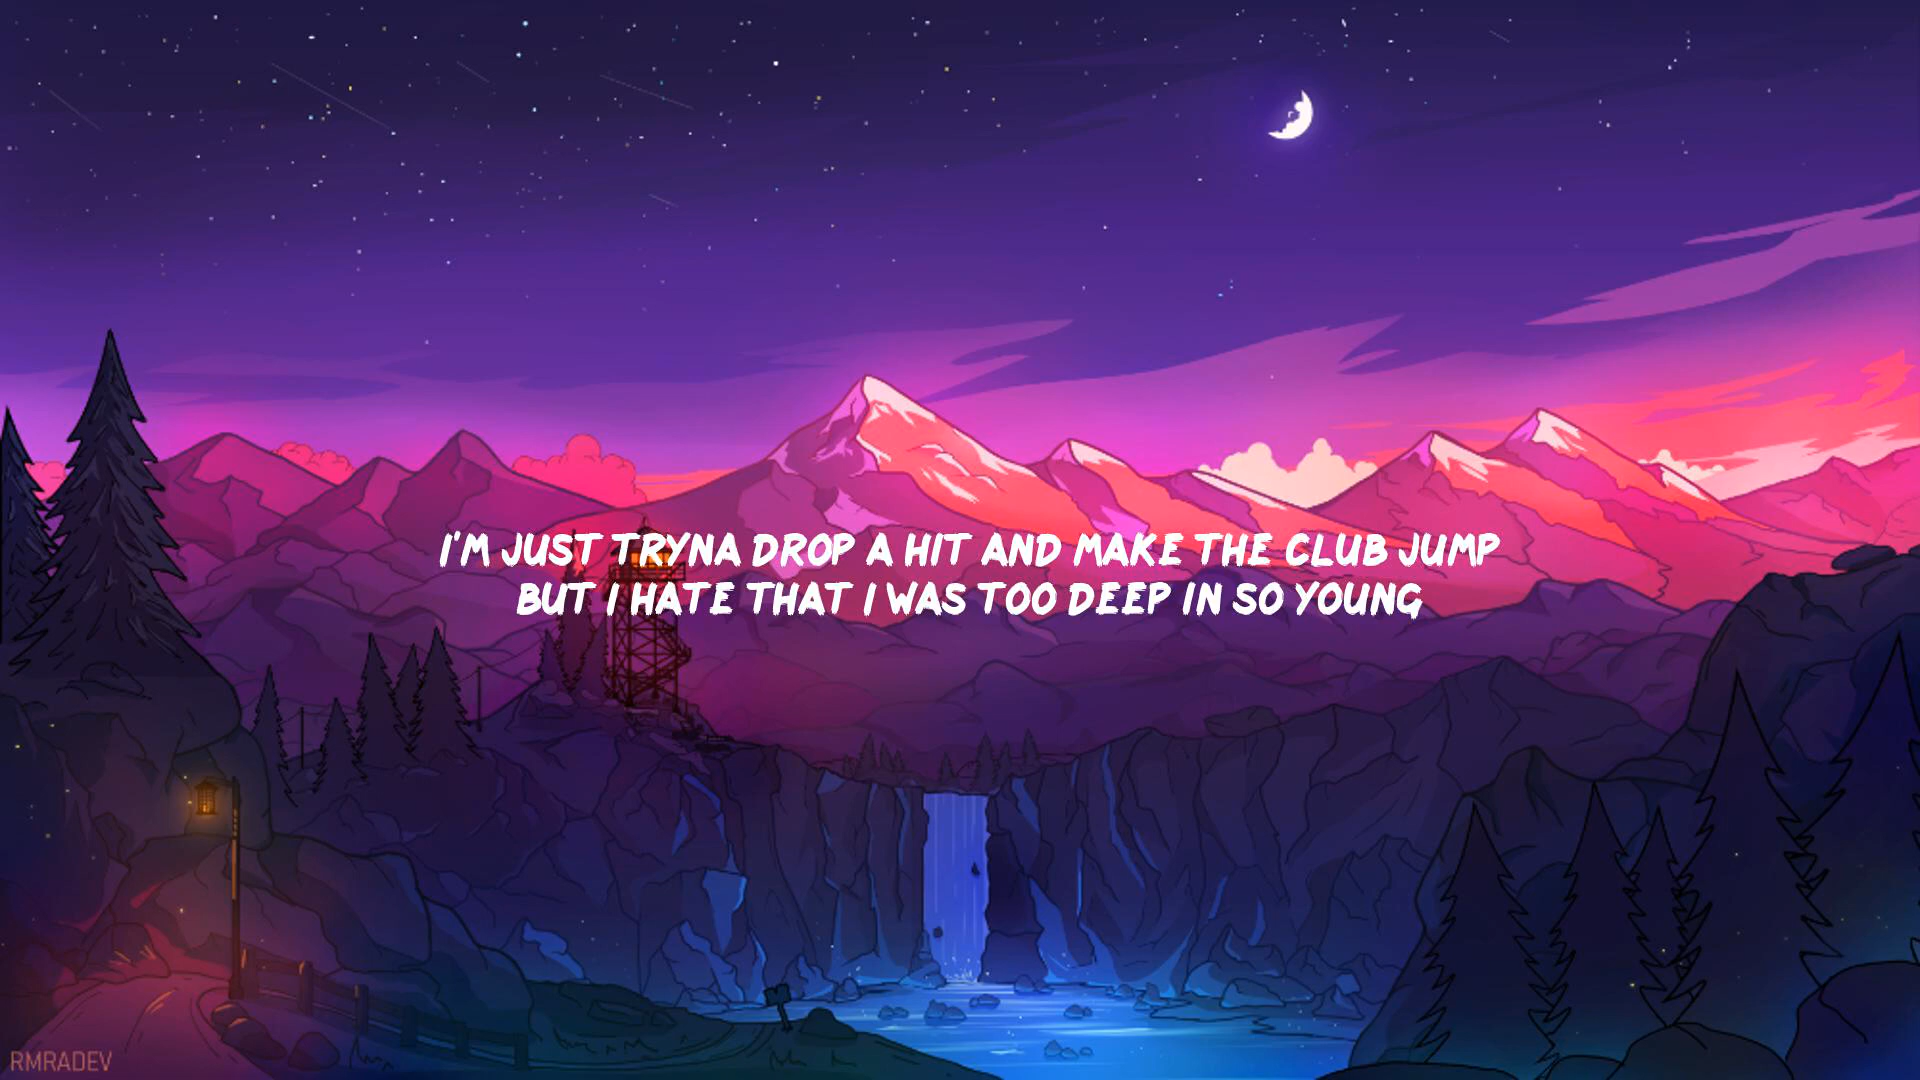 I'M JUST TRYNA DROP A HIT AND MAKE THE CLUB JUMP
BUT I HATE THAT I WAS TOO DEEP IN SO YOUNG
RMRADEV